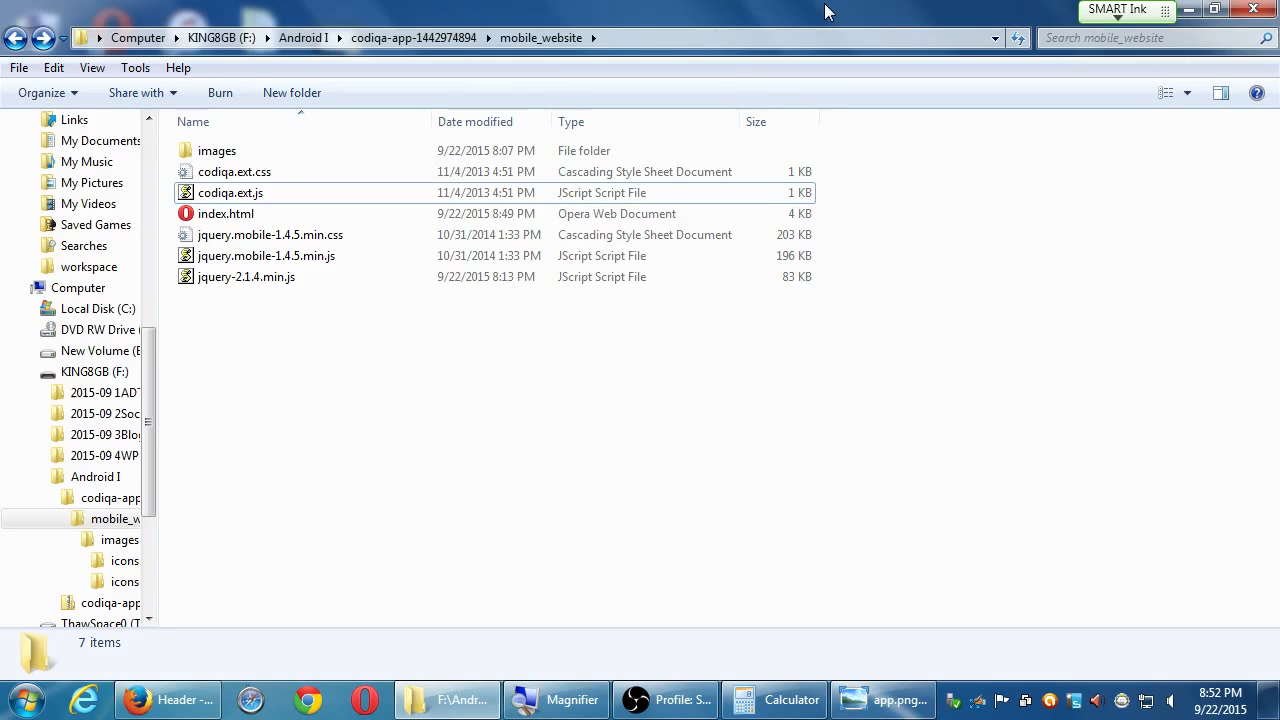 SMART Ink
Computer KING8GB (F:) Android I codiqa-app-1442974894 mobile_website
Search mobile_website
File Edit View Tools Help
Organize Share with Burn New folder
Name Date modified Type Size
images 9/22/2015 8:07 PM File folder
codiqa.ext.css 11/4/2013 4:51 PM Cascading Style Sheet Document 1 KB
codiqa.ext.js 11/4/2013 4:51 PM JScript Script File 1 KB
index.html 9/22/2015 8:49 PM Opera Web Document 4 KB
jquery.mobile-1.4.5.min.css 10/31/2014 1:33 PM Cascading Style Sheet Document 203 KB
jquery.mobile-1.4.5.min.js 10/31/2014 1:33 PM JScript Script File 196 KB
jquery-2.1.4.min.js 9/22/2015 8:13 PM JScript Script File 83 KB
Links
My Documents
My Music
My Pictures
My Videos
Saved Games
Searches
workspace
Computer
Local Disk (C:)
DVD RW Drive (
New Volume (E
KING8GB (F:)
2015-09 1AD
2015-09 2Soc
2015-09 3Blog
2015-09 4WP
Android I
codiqa-app
mobile_w
images
icons
icons
codiqa-app
ThawSpace0 (T
7 items
Header -...
F:\Andr...
Magnifier
Profile: S...
Calculator
app.png...
8:52 PM
9/22/2015